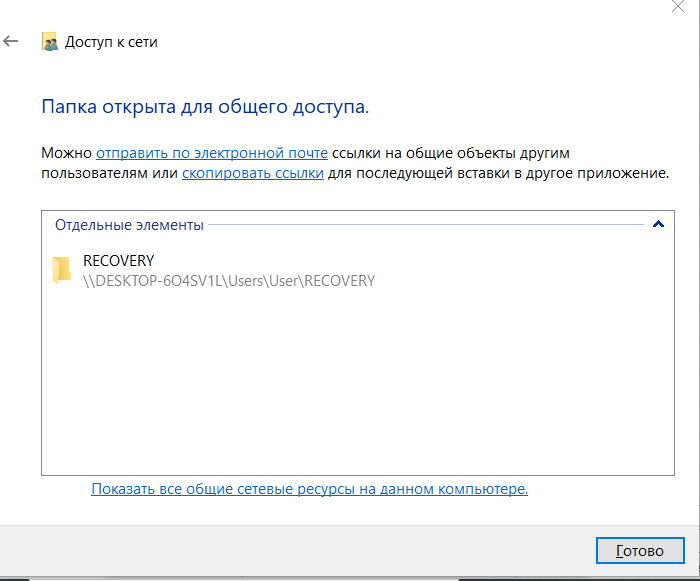 Доступ к сети
Папка открыта для общего доступа.
Можно отправить по электронной почте ссылки на общие объекты другим
пользователям или скопировать ссылки для последующей вставки в другое приложение.
Отдельные элементы
RECOVERY
\\DESKTOP-6O4SV1L\Users\User\RECOVERY
Показать все общие сетевые ресурсы на данном компьютере.
Готово